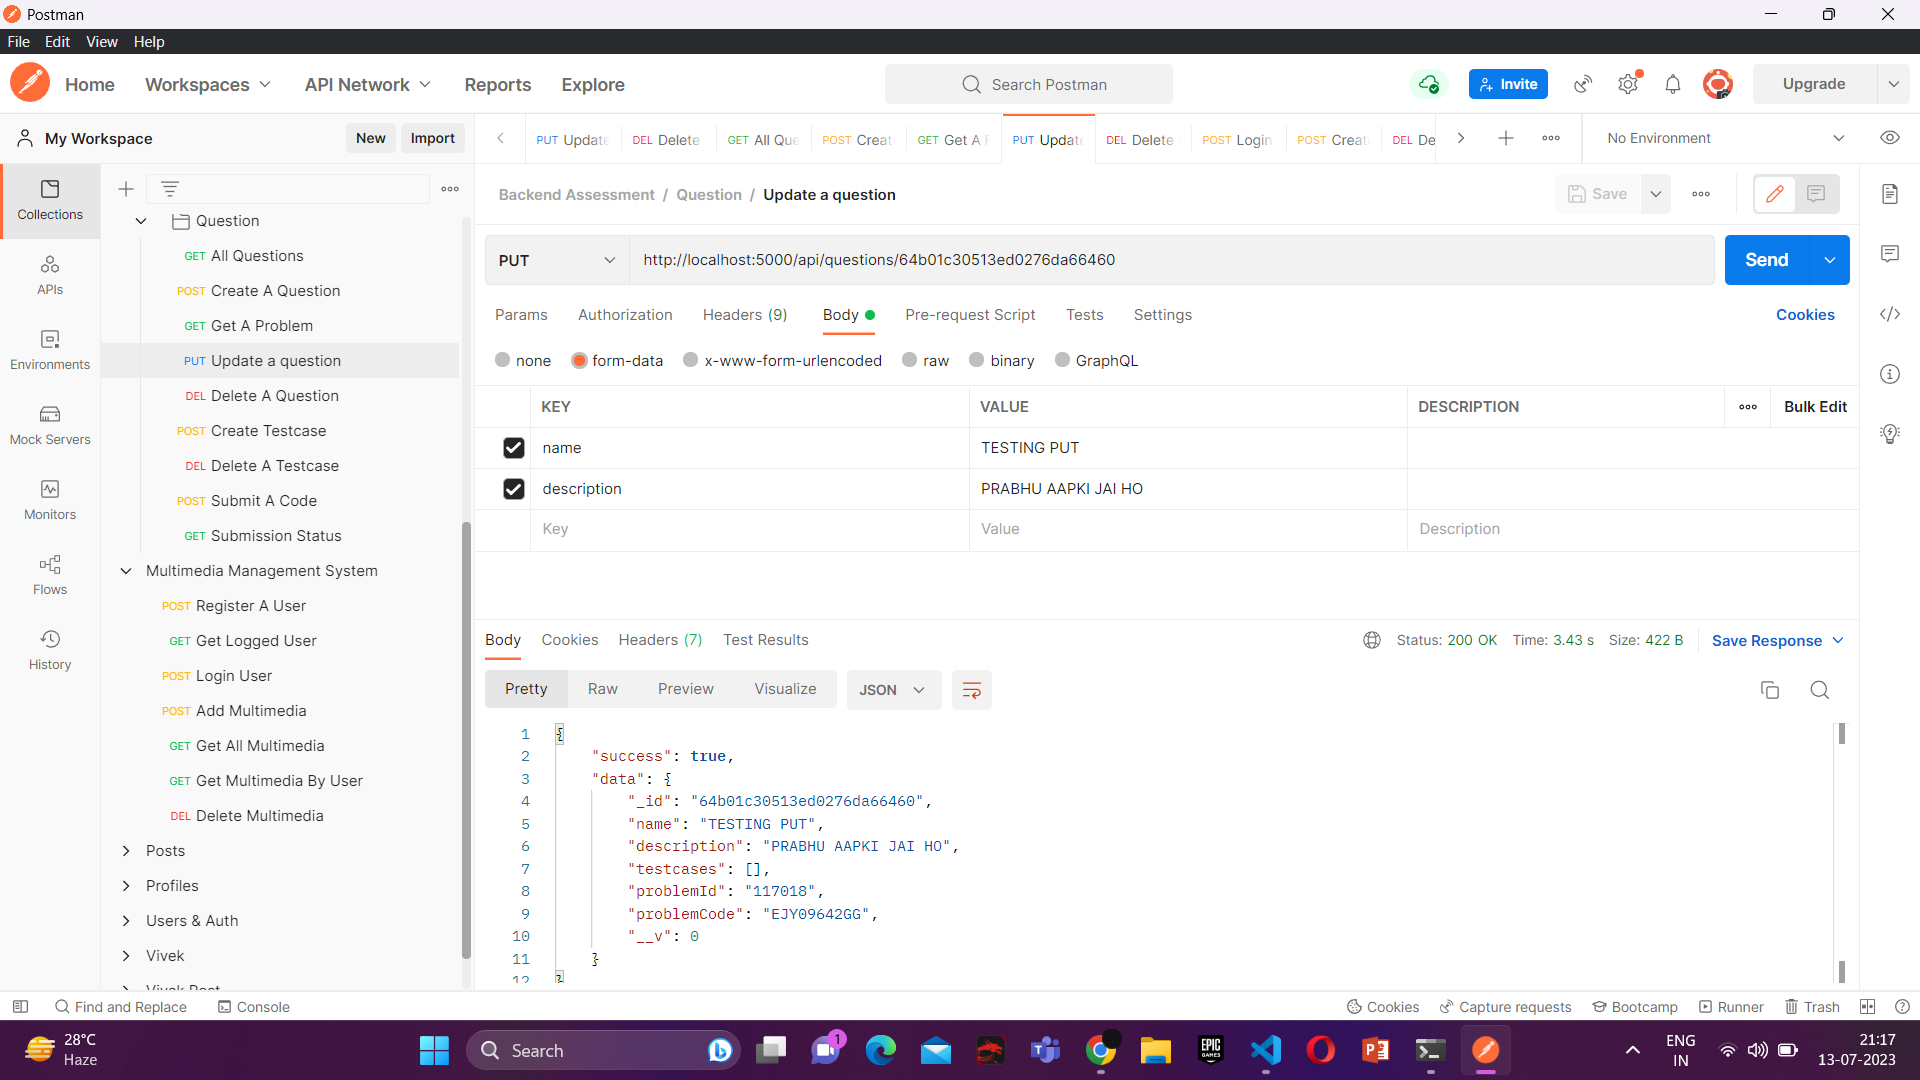 Postman
File Edit View Help
Home Workspaces API Network Reports Explore Search Postman Invite Upgrade
My Workspace New Import
PUT Update DEL Delete GET All Que POST Creat GET Get A PUT Updat DEL Delete POST Login POST Creat DEL De No Environment
Collections
APIs
Environments
Mock Servers
Monitors
Flows
History
Question
GET All Questions
POST Create A Question
GET Get A Problem
PUT Update a question
DEL Delete A Question
POST Create Testcase
DEL Delete A Testcase
POST Submit A Code
GET Submission Status
Multimedia Management System
POST Register A User
GET Get Logged User
POST Login User
POST Add Multimedia
GET Get All Multimedia
GET Get Multimedia By User
DEL Delete Multimedia
Posts
Profiles
Users & Auth
Vivek
Backend Assessment / Question / Update a question Save
PUT http://localhost:5000/api/questions/64b01c30513ed0276da66460 Send
Params Authorization Headers (9) Body Pre-request Script Tests Settings Cookies
none form-data x-www-form-urlencoded raw binary GraphQL
KEY VALUE DESCRIPTION Bulk Edit
name TESTING PUT
description PRABHU AAPKI JAI HO
Key Value Description
Body Cookies Headers (7) Test Results Status: 200 OK Time: 3.43 s Size: 422 B Save Response
Pretty Raw Preview Visualize JSON
1 {
2 "success": true,
3 "data": {
4 "_id": "64b01c30513ed0276da66460",
5 "name": "TESTING PUT",
6 "description": "PRABHU AAPKI JAI HO",
7 "testcases": [],
8 "problemId": "117018",
9 "problemCode": "EJY09642GG",
10 "__v": 0
11 }
12 }
Find and Replace Console Cookies Capture requests Bootcamp Runner Trash
28°C
Haze
Search
1
EPIC GAMES
ENG
IN
21:17
13-07-2023